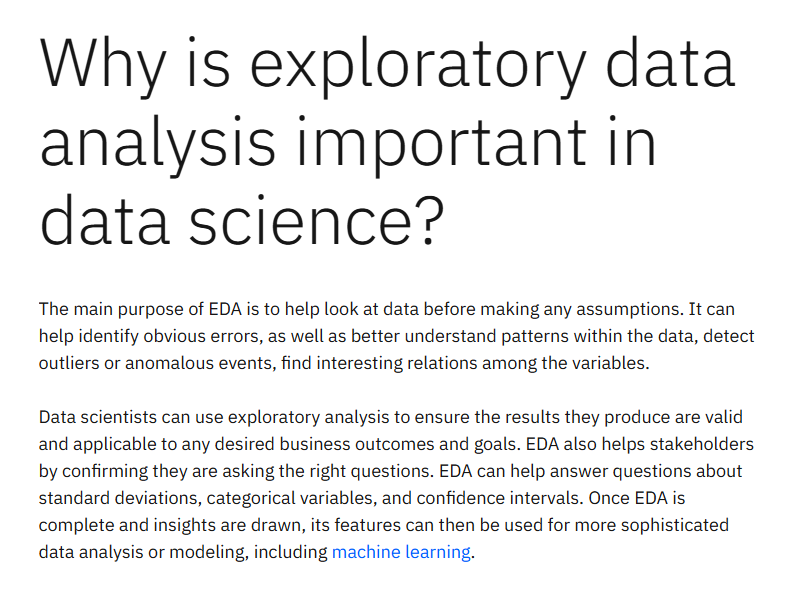 Why is exploratory data
analysis important in
data science?
The main purpose of EDA is to help look at data before making any assumptions. It can
help identify obvious errors, as well as better understand patterns within the data, detect
outliers or anomalous events, find interesting relations among the variables.
Data scientists can use exploratory analysis to ensure the results they produce are valid
and applicable to any desired business outcomes and goals. EDA also helps stakeholders
by confirming they are asking the right questions. EDA can help answer questions about
standard deviations, categorical variables, and confidence intervals. Once EDA is
complete and insights are drawn, its features can then be used for more sophisticated
data analysis or modeling, including machine learning.